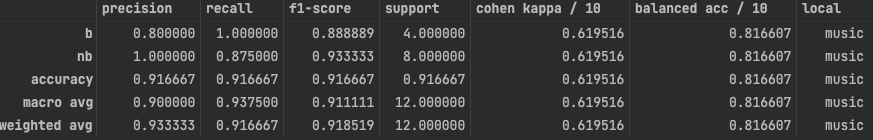 precision recall f1-score support cohen kappa / 10 balanced acc / 10 local
b 0.800000 1.000000 0.888889 4.000000 0.619516 0.816607 music
nb 1.000000 0.875000 0.933333 8.000000 0.619516 0.816607 music
accuracy 0.916667 0.916667 0.916667 0.916667 0.619516 0.816607 music
macro avg 0.900000 0.937500 0.911111 12.000000 0.619516 0.816607 music
weighted avg 0.933333 0.916667 0.918519 12.000000 0.619516 0.816607 music